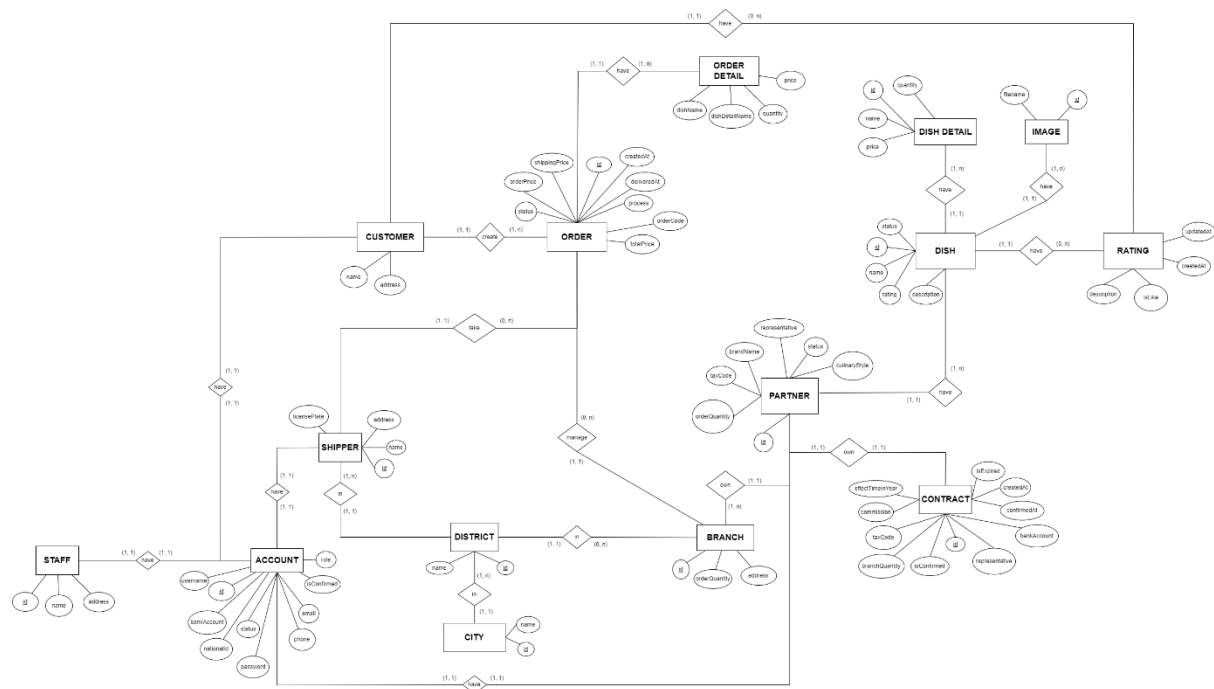 (1, 1)
have
(0, n)
(1, 1)
have
(1, n)
ORDER
DETAIL
price
dishName
dishDetailName
quantity
id
quantity
name
price
DISH DETAIL
filename
id
IMAGE
(1, n)
have
(1, 1)
(1, n)
have
(1, 1)
shippingPrice
id
createdAt
orderPrice
deliveredAt
status
process
orderCode
totalPrice
ORDER
CUSTOMER
(1, 1)
create
(1, n)
name
address
status
id
name
rating
description
DISH
(1, 1)
have
(0, n)
RATING
updatedAt
createdAt
description
isLike
(1, 1)
take
(0, n)
representative
brandName
status
taxCode
culinaryStyle
orderQuantity
PARTNER
id
(1, n)
have
(1, 1)
(1, 1)
have
(1, 1)
licensePlate
address
SHIPPER
name
id
(0, n)
manage
(1, 1)
(1, 1)
own
(1, 1)
(1, 1)
have
(1, 1)
(1, n)
in
(1, 1)
own
(1, 1)
(1, n)
isExpired
effectTimeInYear
createdAt
commission
CONTRACT
confirmedAt
taxCode
bankAccount
id
branchQuantity
isConfirmed
representative
STAFF
(1, 1)
have
(1, 1)
id
name
address
ACCOUNT
role
username
isConfirmed
id
bankAccount
status
email
nationalId
phone
password
DISTRICT
(1, 1)
in
(0, n)
BRANCH
name
id
id
orderQuantity
address
(1, n)
in
(1, 1)
CITY
name
id
(1, 1)
have
(1, 1)